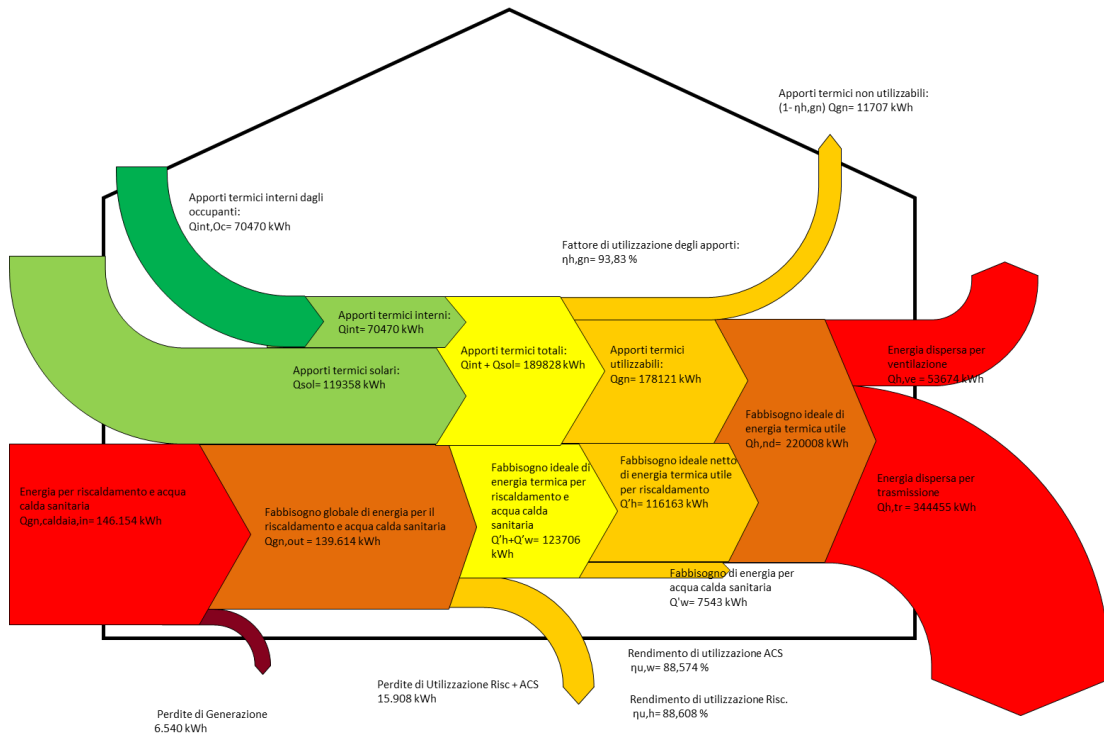 Apporti termici non utilizzabili:
(1- ηh,gn) Qgn= 11707 kWh
Apporti termici interni dagli
occupanti:
Qint,Oc= 70470 kWh
Fattore di utilizzazione degli apporti:
ηh,gn= 93,83 %
Apporti termici interni:
Qint= 70470 kWh
Apporti termici solari:
Qsol= 119358 kWh
Apporti termici totali:
Qint + Qsol= 189828 kWh
Apporti termici
utilizzabili:
Qgn= 178121 kWh
Energia dispersa per
ventilazione
Qh,ve = 53674 kWh
Fabbisogno ideale di
energia termica utile
Qh,nd= 220008 kWh
Energia per riscaldamento e acqua
calda sanitaria
Qgn,caldaia,in= 146.154 kWh
Fabbisogno globale di energia per il
riscaldamento e acqua calda sanitaria
Qgn,out = 139.614 kWh
Fabbisogno ideale di
energia termica per
riscaldamento e
acqua calda
sanitaria
Q'h+Q'w= 123706
kWh
Fabbisogno ideale netto
di energia termica utile
per riscaldamento
Q'h= 116163 kWh
Energia dispersa per
trasmissione
Qh,tr= 344455 kWh
Fabbisogno di energia per
acqua calda sanitaria
Q'w= 7543 kWh
Rendimento di utilizzazione ACS
ηu,w= 88,574 %
Perdite di Utilizzazione Risc + ACS
15.908 kWh
Rendimento di utilizzazione Risc.
ηu,h= 88,608 %
Perdite di Generazione
6.540 kWh